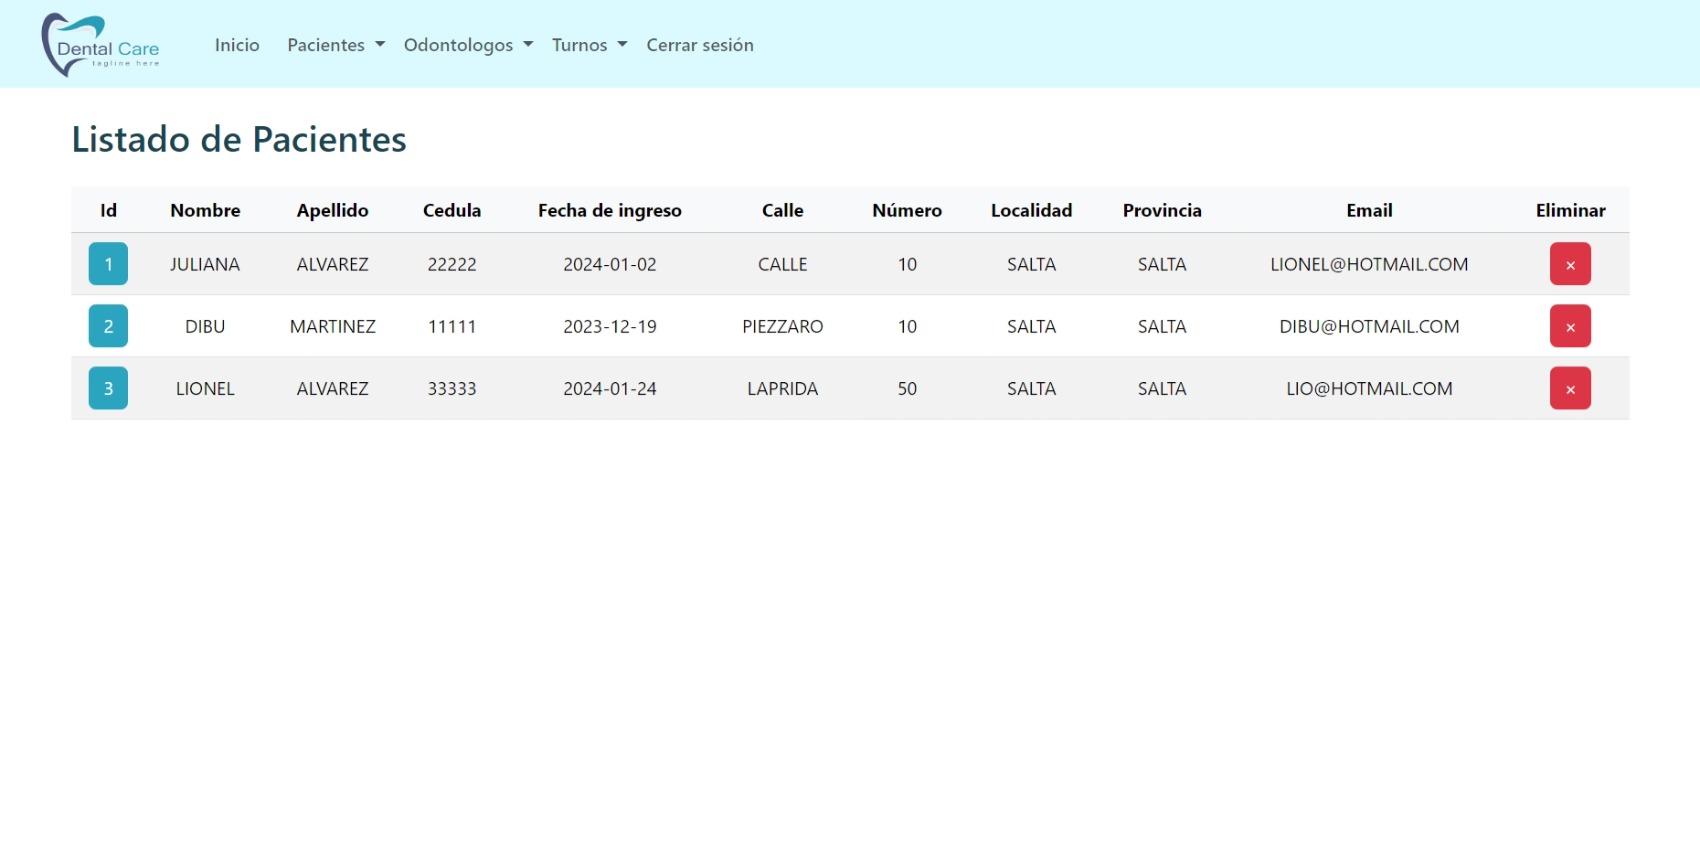 Dental Care
tagline here
Inicio Pacientes Odontologos Turnos Cerrar sesión
Listado de Pacientes
Id Nombre Apellido Cedula Fecha de ingreso Calle Número Localidad Provincia Email Eliminar
1 JULIANA ALVAREZ 22222 2024-01-02 CALLE 10 SALTA SALTA LIONEL@HOTMAIL.COM ×
2 DIBU MARTINEZ 11111 2023-12-19 PIEZZARO 10 SALTA SALTA DIBU@HOTMAIL.COM ×
3 LIONEL ALVAREZ 33333 2024-01-24 LAPRIDA 50 SALTA SALTA LIO@HOTMAIL.COM ×